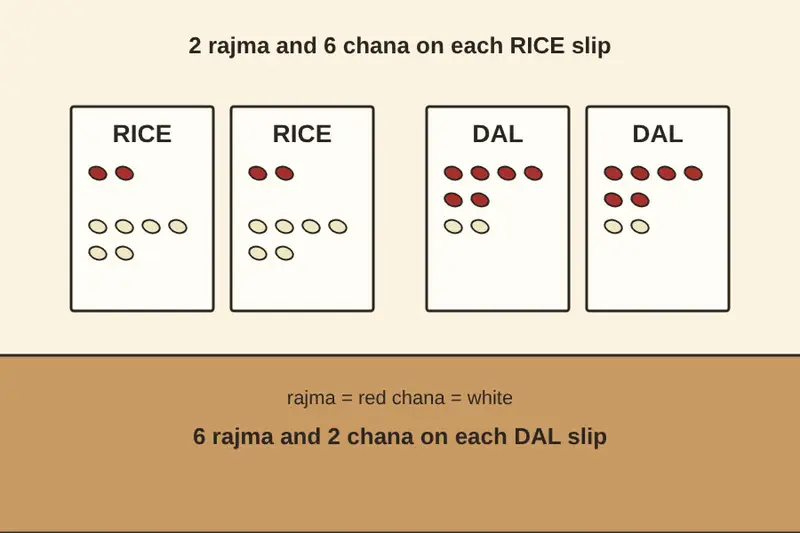 2 rajma and 6 chana on each RICE slip
RICE
RICE
DAL
DAL
rajma = red chana = white
6 rajma and 2 chana on each DAL slip